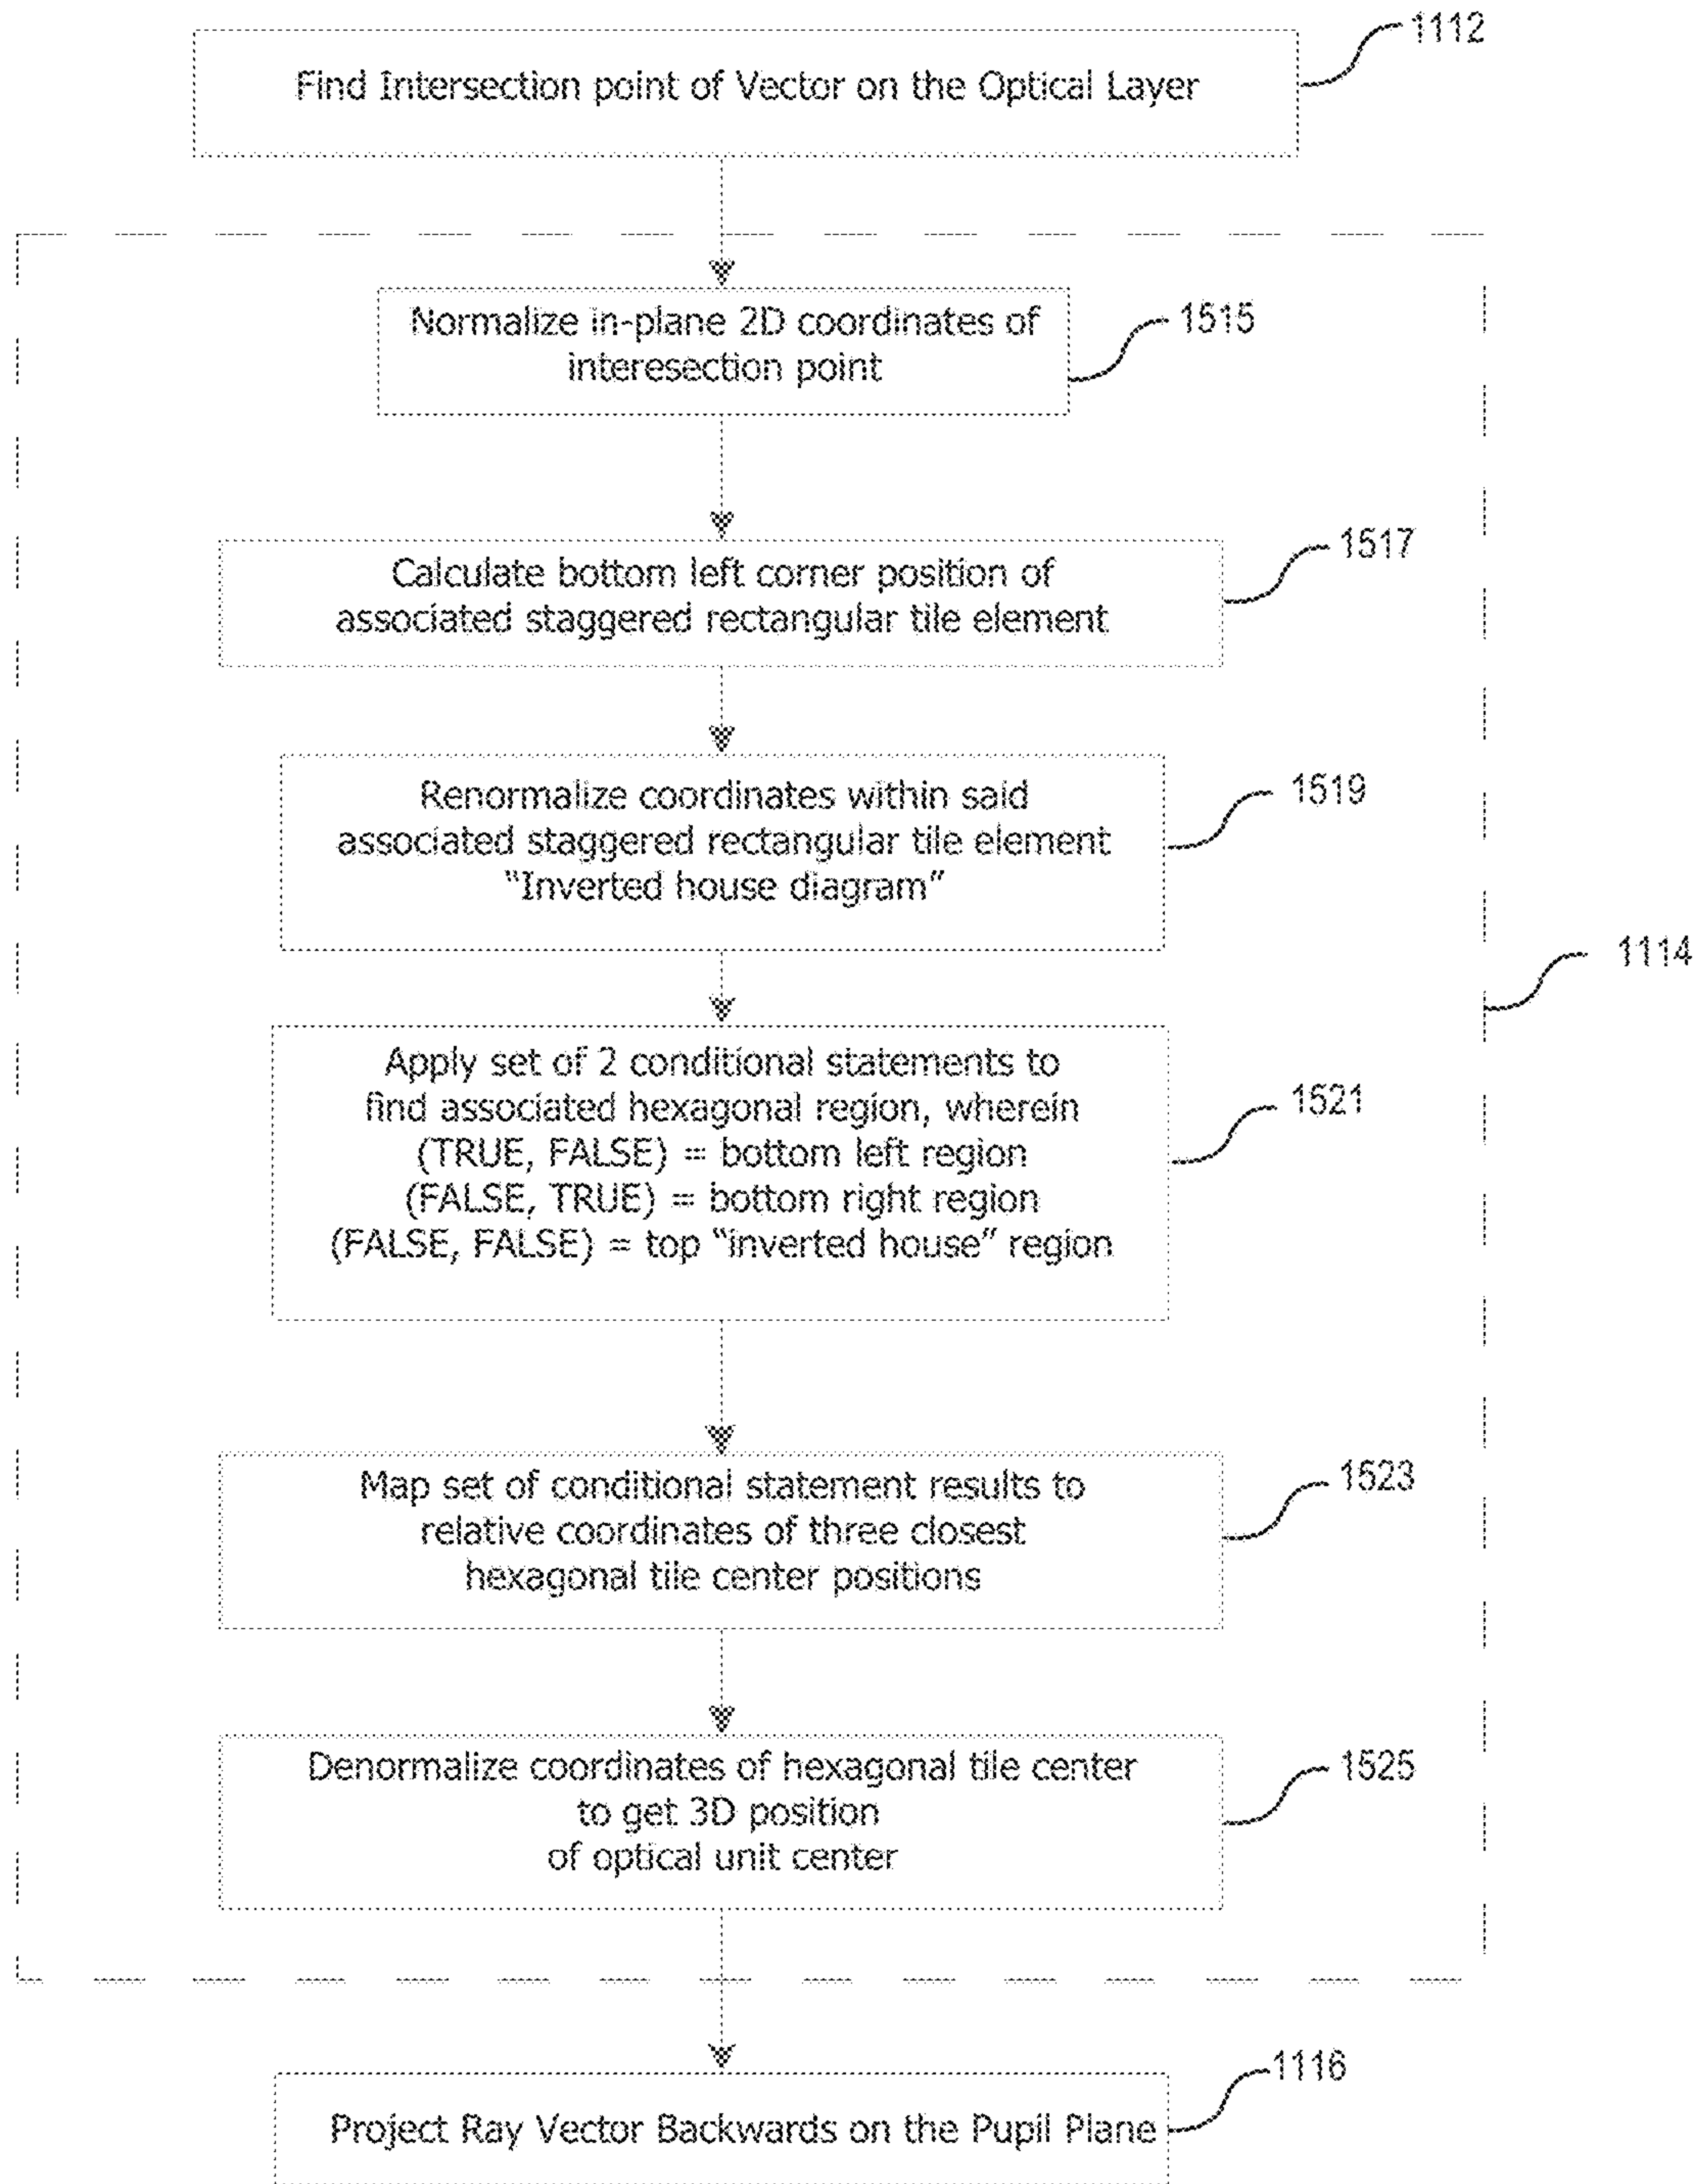 1112
Find Intersection point of Vector on the Optical Layer
Normalize in-plane 2D coordinates of
interesection point
1515
Calculate bottom left corner position of
associated staggered rectangular tile element
1517
Renormalize coordinates within said
associated staggered rectangular tile element
“Inverted house diagram”
1519
1114
Apply set of 2 conditional statements to
find associated hexagonal region, wherein
(TRUE, FALSE) = bottom left region
(FALSE, TRUE) = bottom right region
(FALSE, FALSE) = top “inverted house” region
1521
Map set of conditional statement results to
relative coordinates of three closest
hexagonal tile center positions
1523
Denormalize coordinates of hexagonal tile center
to get 3D position
of optical unit center
1525
1116
Project Ray Vector Backwards on the Pupil Plane